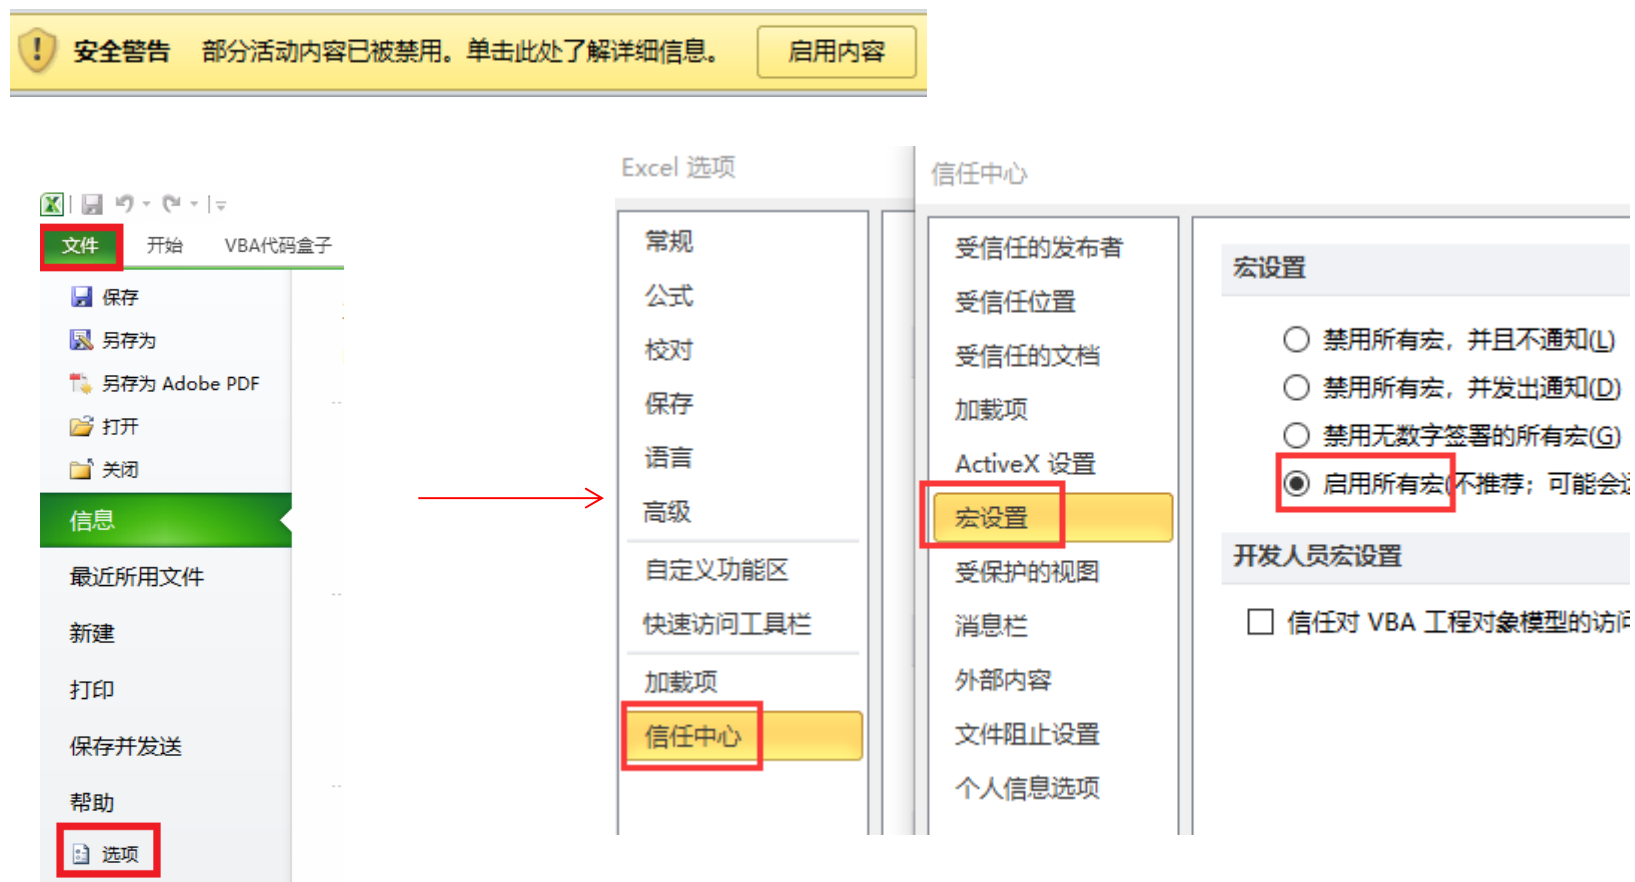 安全警告 部分活动内容已被禁用。单击此处了解详细信息。 启用内容
文件 开始 VBA代码盒子
保存
另存为
另存为 Adobe PDF
打开
关闭
信息
最近所用文件
新建
打印
保存并发送
帮助
选项
Excel 选项
常规
公式
校对
保存
语言
高级
自定义功能区
快速访问工具栏
加载项
信任中心
信任中心
受信任的发布者
受信任位置
受信任的文档
加载项
ActiveX 设置
宏设置
受保护的视图
消息栏
外部内容
文件阻止设置
个人信息选项
宏设置
禁用所有宏，并且不通知(L)
禁用所有宏，并发出通知(D)
禁用无数字签署的所有宏(G)
启用所有宏(不推荐；可能会
开发人员宏设置
信任对 VBA 工程对象模型的访